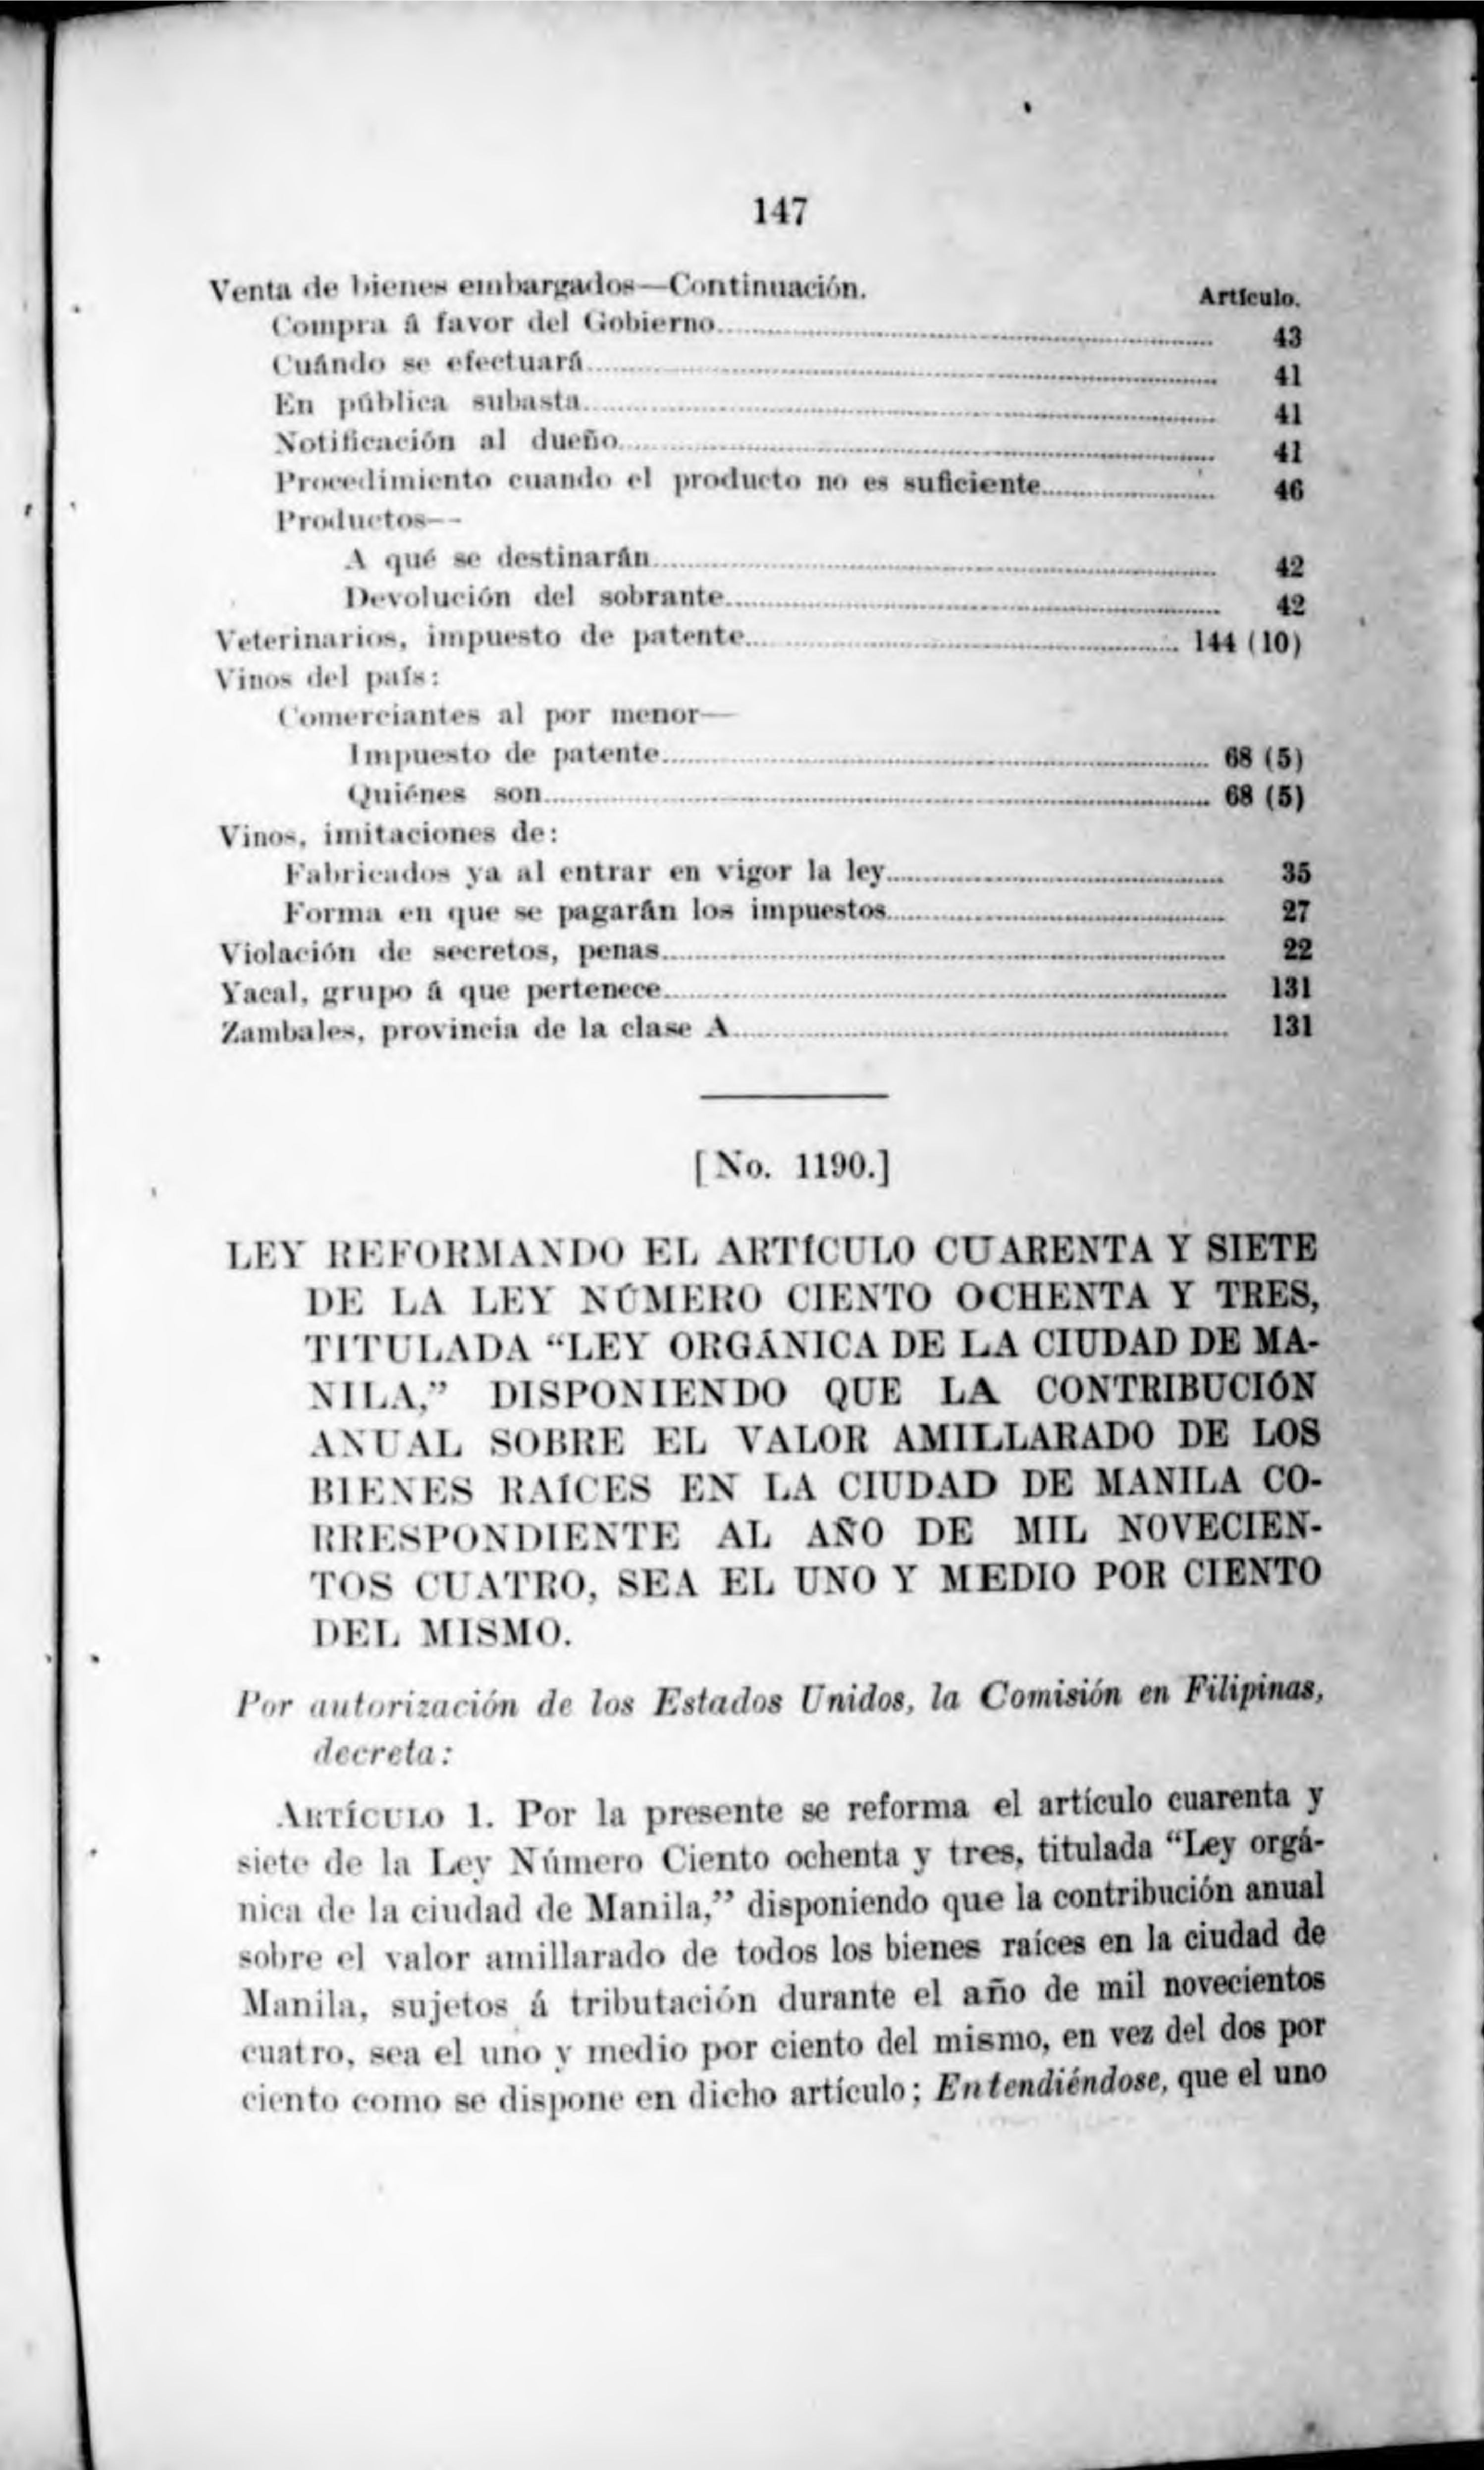 147
Venta de bienes embargados—Continuación. Artículo.
Compra á favor del Gobierno 43
Cuándo se efectuará 41
En pública subasta 41
Notificación al dueño 41
Procedimiento cuando el producto no es suficiente 46
Productos—
A qué se destinarán 42
Devolución del sobrante 42
Veterinarios, impuesto de patente 144 (10)
Vinos del país:
Comerciantes al por menor—
Impuesto de patente 68 (5)
Quiénes son 68 (5)
Vinos, imitaciones de:
Fabricados ya al entrar en vigor la ley 35
Forma en que se pagarán los impuestos 27
Violación de secretos, penas 22
Yacal, grupo á que pertenece 131
Zambales, provincia de la clase A 131
[No. 1190.]
LEY REFORMANDO EL ARTÍCULO CUARENTA Y SIETE
DE LA LEY NÚMERO CIENTO OCHENTA Y TRES,
TITULADA “LEY ORGÁNICA DE LA CIUDAD DE MA-
NILA,” DISPONIENDO QUE LA CONTRIBUCIÓN
ANUAL SOBRE EL VALOR AMILLARADO DE LOS
BIENES RAÍCES EN LA CIUDAD DE MANILA CO-
RRESPONDIENTE AL AÑO DE MIL NOVECIEN-
TOS CUATRO, SEA EL UNO Y MEDIO POR CIENTO
DEL MISMO.
Por autorización de los Estados Unidos, la Comisión en Filipinas,
decreta:
ARTÍCULO 1. Por la presente se reforma el artículo cuarenta y
siete de la Ley Número Ciento ochenta y tres, titulada “Ley orgá-
nica de la ciudad de Manila,” disponiendo que la contribución anual
sobre el valor amillarado de todos los bienes raíces en la ciudad de
Manila, sujetos á tributación durante el año de mil novecientos
cuatro, sea el uno y medio por ciento del mismo, en vez del dos por
ciento como se dispone en dicho artículo; Entendiéndose, que el uno